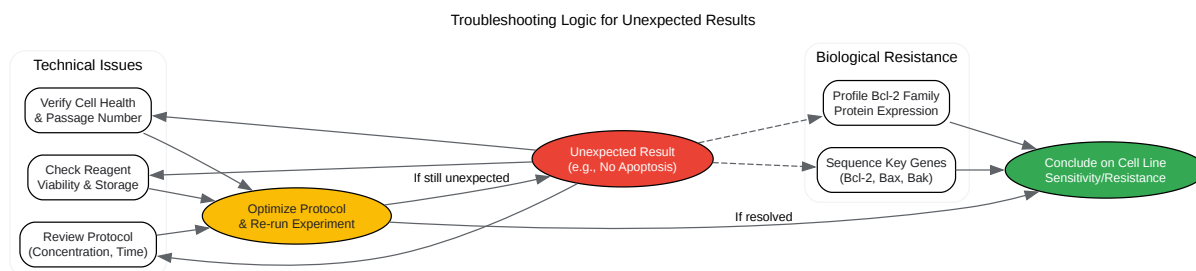 Troubleshooting Logic for Unexpected Results
Technical Issues
Verify Cell Health
& Passage Number
Check Reagent
Viability & Storage
Review Protocol
(Concentration, Time)
Optimize Protocol
& Re-run Experiment
If still unexpected
Unexpected Result
(e.g., No Apoptosis)
If resolved
Biological Resistance
Profile Bcl-2 Family
Protein Expression
Sequence Key Genes
(Bcl-2, Bax, Bak)
Conclude on Cell Line
Sensitivity/Resistance